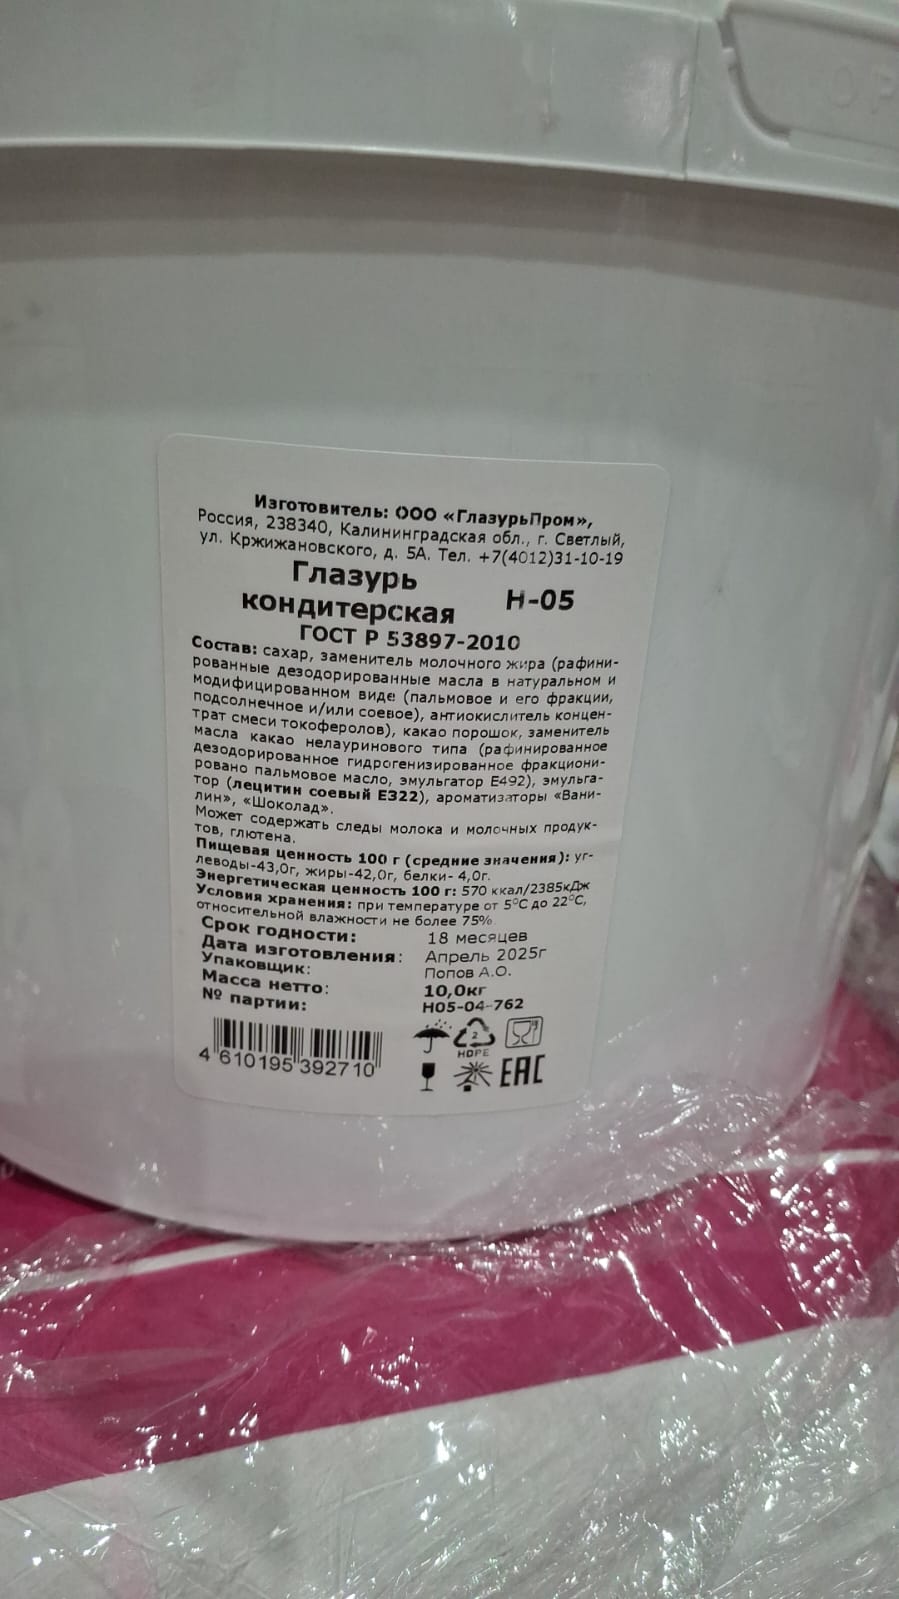 ОР
Изготовитель: ООО «ГлазурьПром»,
Россия, 238340, Калининградская обл., г. Светлый,
ул. Кржижановского, д. 5А. Тел. +7(4012)31-10-19
Глазурь
кондитерская Н-05
ГОСТ Р 53897-2010
Состав: сахар, заменитель молочного жира (рафини-
рованные дезодорированные масла в натуральном и
модифицированном виде (пальмовое и его фракции,
подсолнечное и/или соевое), антиокислитель концен-
трат смеси токоферолов), какао порошок, заменитель
масла какао нелауринового типа (рафинированное
дезодорированное гидрогенизированное фракциони-
ровано пальмовое масло, эмульгатор Е492), эмульга-
тор (лецитин соевый Е322), ароматизаторы «Вани-
лин», «Шоколад».
Может содержать следы молока и молочных продук-
тов, глютена.
Пищевая ценность 100 г (средние значения): уг-
леводы-43,0г, жиры-42,0г, белки- 4,0г.
Энергетическая ценность 100 г: 570 ккал/2385кДж
Условия хранения: при температуре от 5°С до 22°С,
относительной влажности не более 75%
Срок годности: 18 месяцев
Дата изготовления: Апрель 2025г
Упаковщик: Попов А.О.
Масса нетто: 10,0кг
№ партии: Н05-04-762
4 610195 392710
2
HDPE
ЕАС